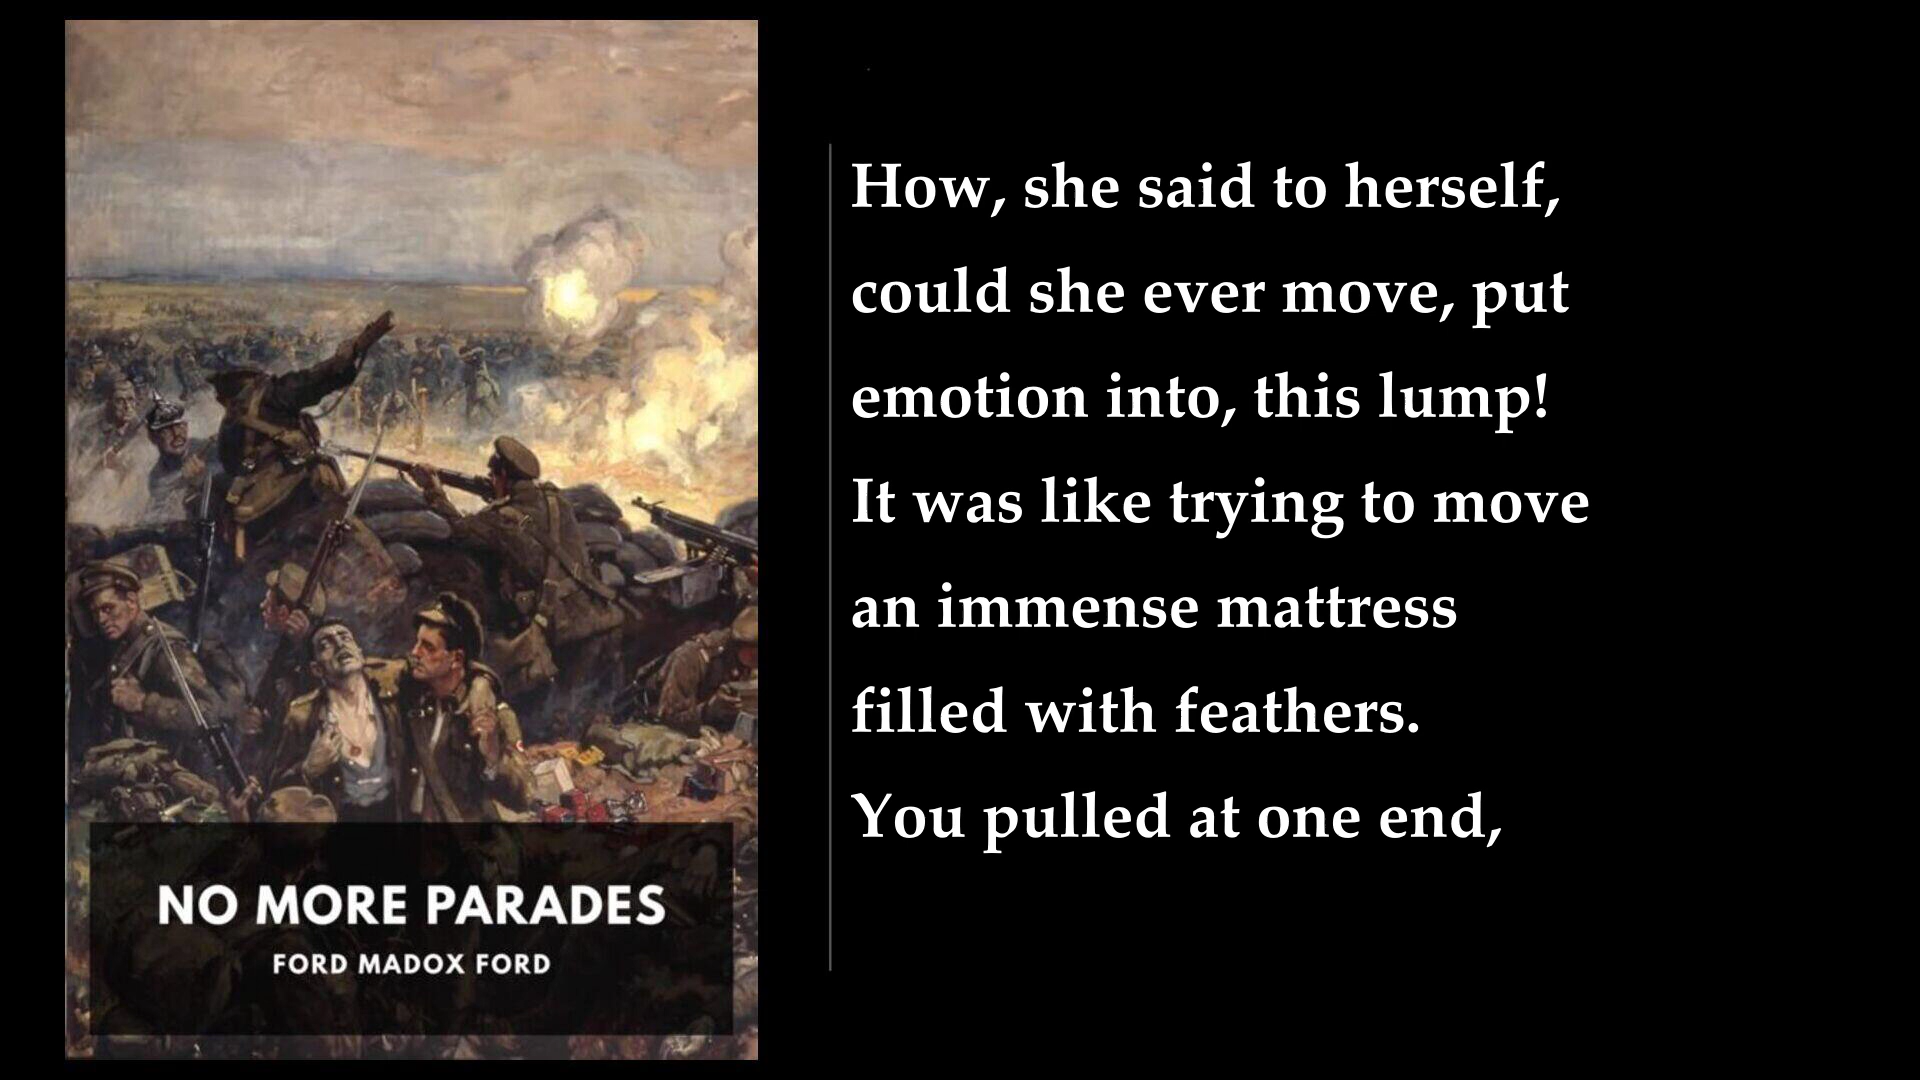 How, she said to herself,
could she ever move, put
emotion into, this lump!
It was like trying to move
an immense mattress
filled with feathers.
You pulled at one end,
NO MORE PARADES
FORD MADOX FORD